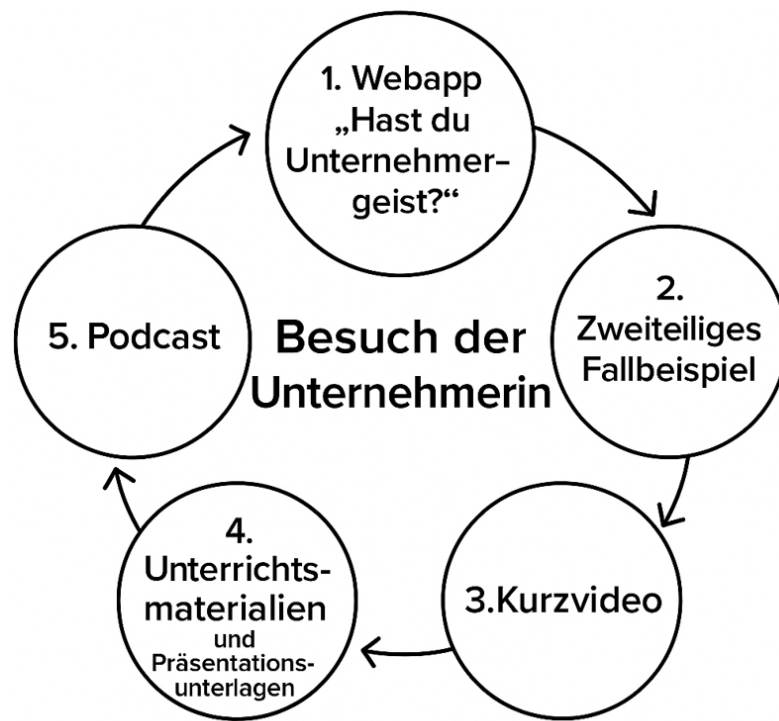 1. Webapp
„Hast du
Unternehmer-
geist?“
2.
Zweiteiliges
Fallbeispiel
3.Kurzvideo
4.
Unterrichts-
materialien
und
Präsentations-
unterlagen
5. Podcast
Besuch der
Unternehmerin